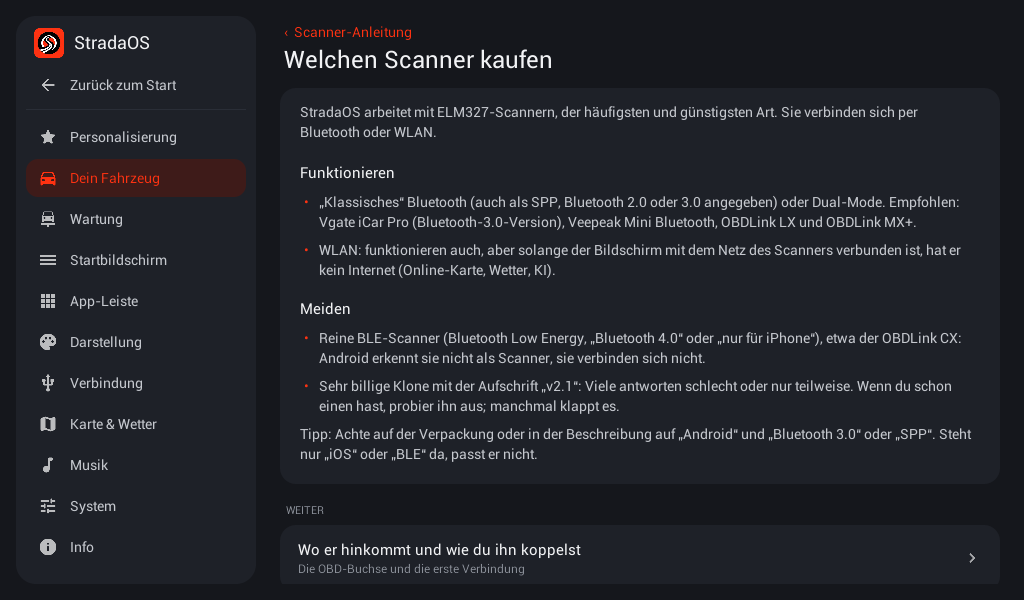 StradaOS
Zurück zum Start
Personalisierung
Dein Fahrzeug
Wartung
Startbildschirm
App-Leiste
Darstellung
Verbindung
Karte & Wetter
Musik
System
Info
‹ Scanner-Anleitung
Welchen Scanner kaufen
StradaOS arbeitet mit ELM327-Scannern, der häufigsten und günstigsten Art. Sie verbinden sich per
Bluetooth oder WLAN.
Funktionieren
• „Klassisches“ Bluetooth (auch als SPP, Bluetooth 2.0 oder 3.0 angegeben) oder Dual-Mode. Empfohlen:
Vgate iCar Pro (Bluetooth-3.0-Version), Veepeak Mini Bluetooth, OBDLink LX und OBDLink MX+.
• WLAN: funktionieren auch, aber solange der Bildschirm mit dem Netz des Scanners verbunden ist, hat er
kein Internet (Online-Karte, Wetter, KI).
Meiden
• Reine BLE-Scanner (Bluetooth Low Energy, „Bluetooth 4.0“ oder „nur für iPhone“), etwa der OBDLink CX:
Android erkennt sie nicht als Scanner, sie verbinden sich nicht.
• Sehr billige Klone mit der Aufschrift „v2.1“: Viele antworten schlecht oder nur teilweise. Wenn du schon
einen hast, probier ihn aus; manchmal klappt es.
Tipp: Achte auf der Verpackung oder in der Beschreibung auf „Android“ und „Bluetooth 3.0“ oder „SPP“. Steht
nur „iOS“ oder „BLE“ da, passt er nicht.
WEITER
Wo er hinkommt und wie du ihn koppelst
Die OBD-Buchse und die erste Verbindung